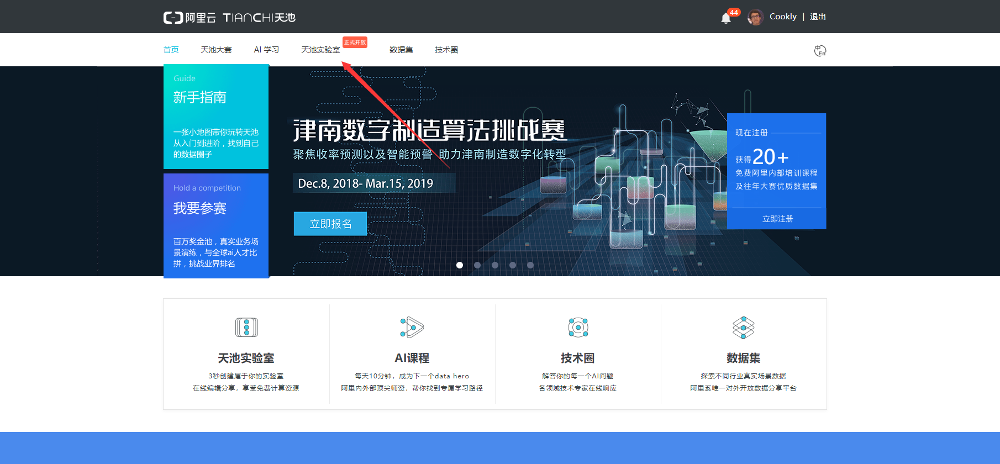 阿里云 TIANCHI天池
44
Cookly | 退出
首页 天池大赛 AI 学习 天池实验室 正式开放 数据集 技术圈
中 En
Guide
新手指南
一张小地图带你玩转天池
从入门到进阶，找到自己
的数据圈子
Hold a competition
我要参赛
百万奖金池，真实业务场
景演练，与全球ai人才比
拼，挑战业界排名
津南数字制造算法挑战赛
聚焦收率预测以及智能预警 助力津南制造数字化转型
Dec.8, 2018- Mar.15, 2019
立即报名
现在注册
获得20+
免费阿里内部培训课程
及往年大赛优质数据集
立即注册
天池实验室
3秒创建属于你的实验室
在线编辑分享，享受免费计算资源
AI课程
每天10分钟，成为下一个data hero
阿里内外部顶尖师资，帮你找到专属学习路径
技术圈
解答你的每一个AI问题
各领域技术专家在线响应
数据集
探索不同行业真实场景数据
阿里系唯一对外开放数据分享平台